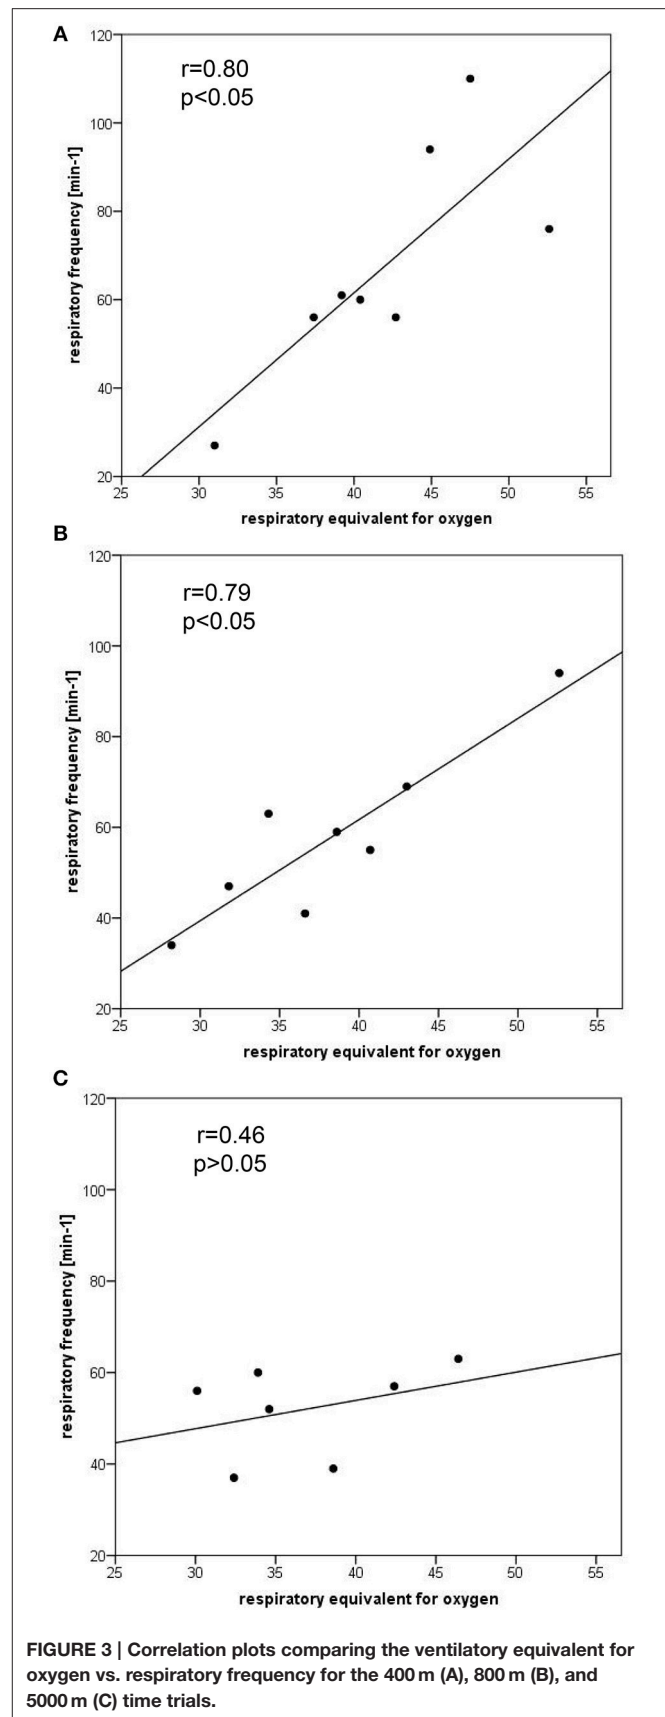 A
120
r=0.80
p<0.05
100
80
60
40
20
respiratory frequency [min-1]
25 30 35 40 45 50 55
respiratory equivalent for oxygen
B
120
r=0.79
p<0.05
100
80
60
40
20
respiratory frequency [min-1]
25 30 35 40 45 50 55
respiratory equivalent for oxygen
C
120
r=0.46
p>0.05
100
80
60
40
20
respiratory frequency [min-1]
25 30 35 40 45 50 55
respiratory equivalent for oxygen
FIGURE 3 | Correlation plots comparing the ventilatory equivalent for
oxygen vs. respiratory frequency for the 400 m (A), 800 m (B), and
5000 m (C) time trials.